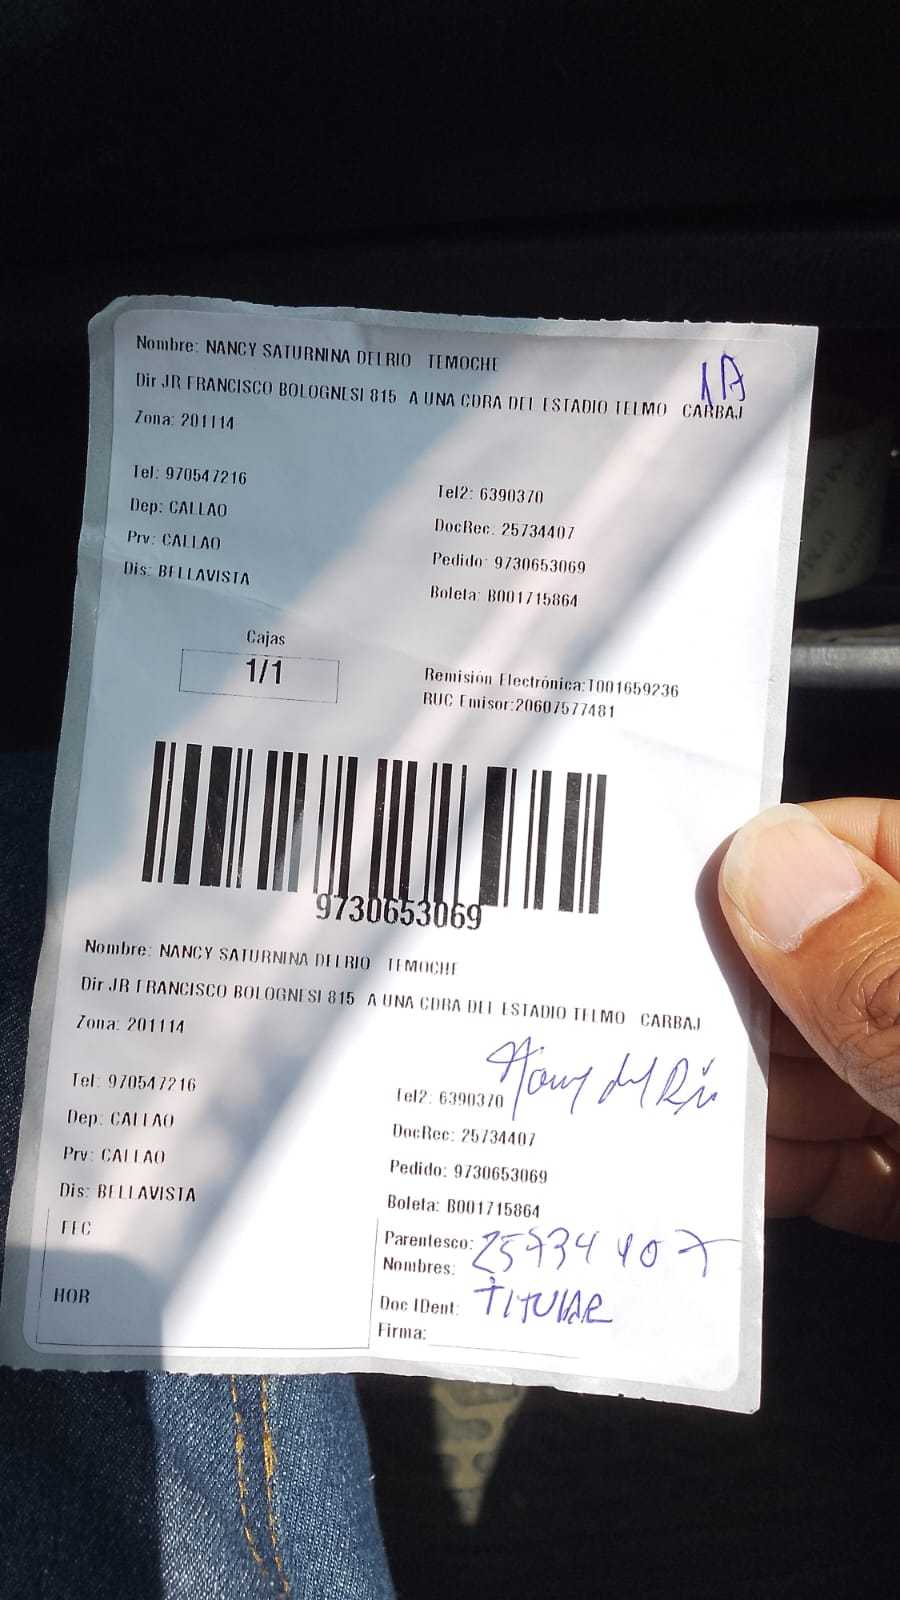 Nombre: NANCY SATURNINA DELRIO TEMOCHE
1A
Dir JR FRANCISCO BOLOGNESI 815 A UNA CDRA DEL ESTADIO TELMO CARBAJ
Zona: 201114
Tel: 970547216
Tel2: 6390370
Dep: CALLAO
DocRec: 25734407
Prv: CALLAO
Pedido: 9730653069
Dis: BELLAVISTA
Boleta: B001715864
Cajas
1/1
Remisión Electrónica:T001659236
RUC Emisor:20607577481
9730653069
Nombre: NANCY SATURNINA DELRIO TEMOCHE
Dir JR FRANCISCO BOLOGNESI 815 A UNA CDRA DEL ESTADIO TELMO CARBAJ
Zona: 201114
Nancy del Rio
Tel: 970547216
Tel2: 6390370
Dep: CALLAO
DocRec: 25734407
Prv: CALLAO
Pedido: 9730653069
Dis: BELLAVISTA
Boleta: B001715864
FEC
Parentesco: 25734407
Nombres:
HOR
Doc IDent: TITULAR
Firma: